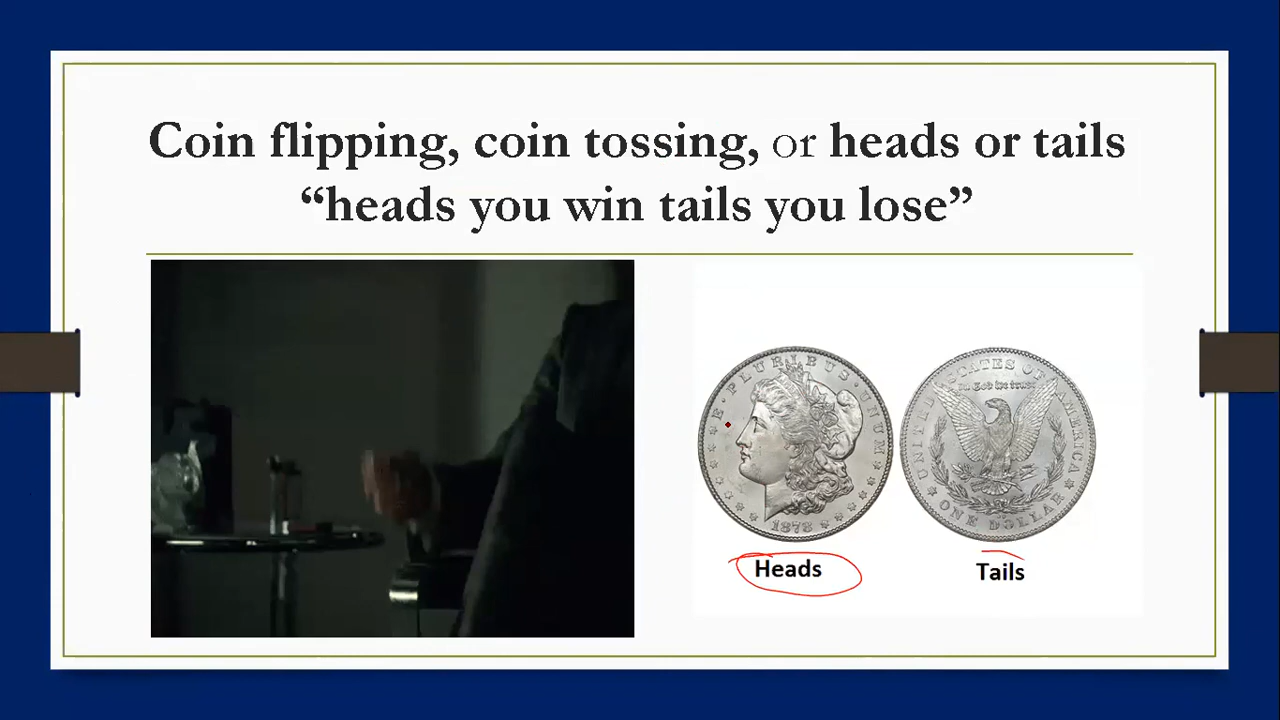 Coin flipping, coin tossing, or heads or tails
“heads you win tails you lose”
E · PLURIBUS · UNUM
1878
UNITED STATES OF AMERICA
In God we trust
ONE DOLLAR
Heads
Tails